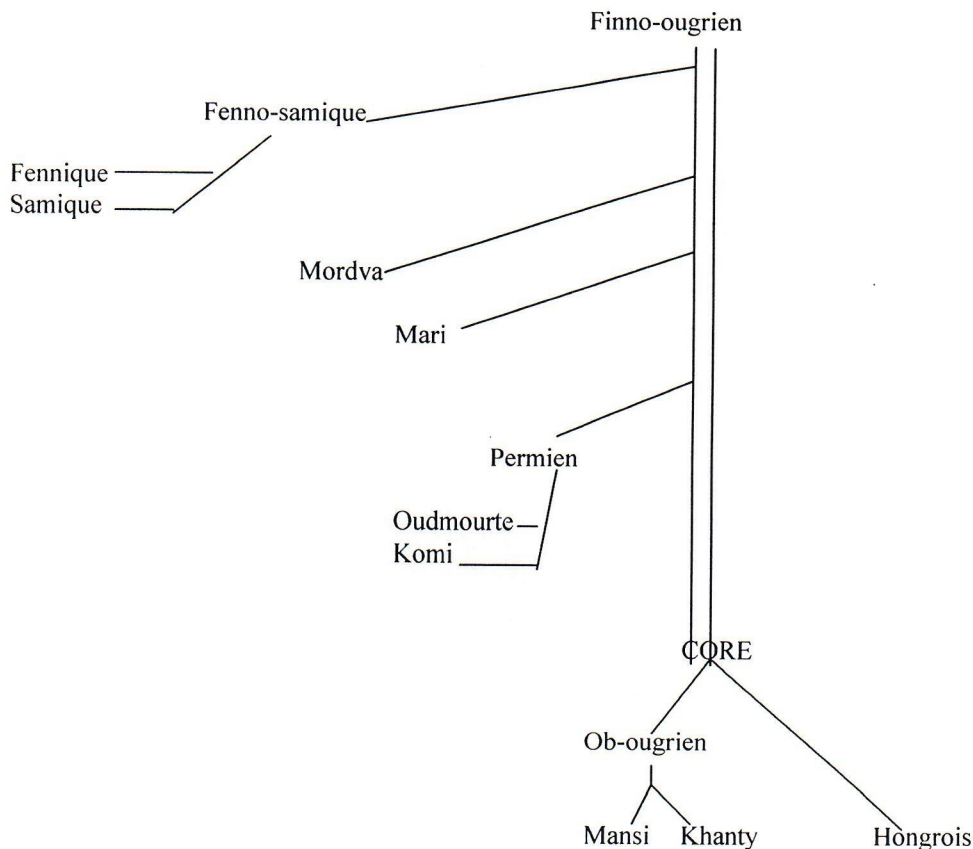 Finno-ougrien
Fenno-samique
Fennique
Samique
Mordva
Mari
Permien
Oudmourte
Komi
CORE
Ob-ougrien
Mansi Khanty Hongrois